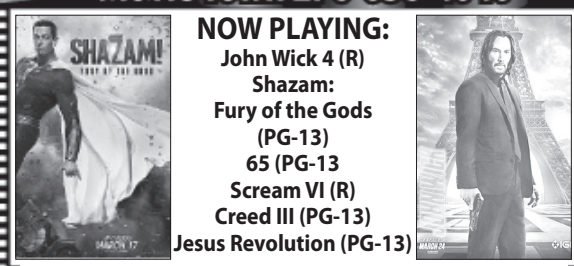 SHAZAM!
FURY OF THE GODS
MARCH 17
NOW PLAYING:
John Wick 4 (R)
Shazam:
Fury of the Gods
(PG-13)
65 (PG-13
Scream VI (R)
Creed III (PG-13)
Jesus Revolution (PG-13)
MARCH 24